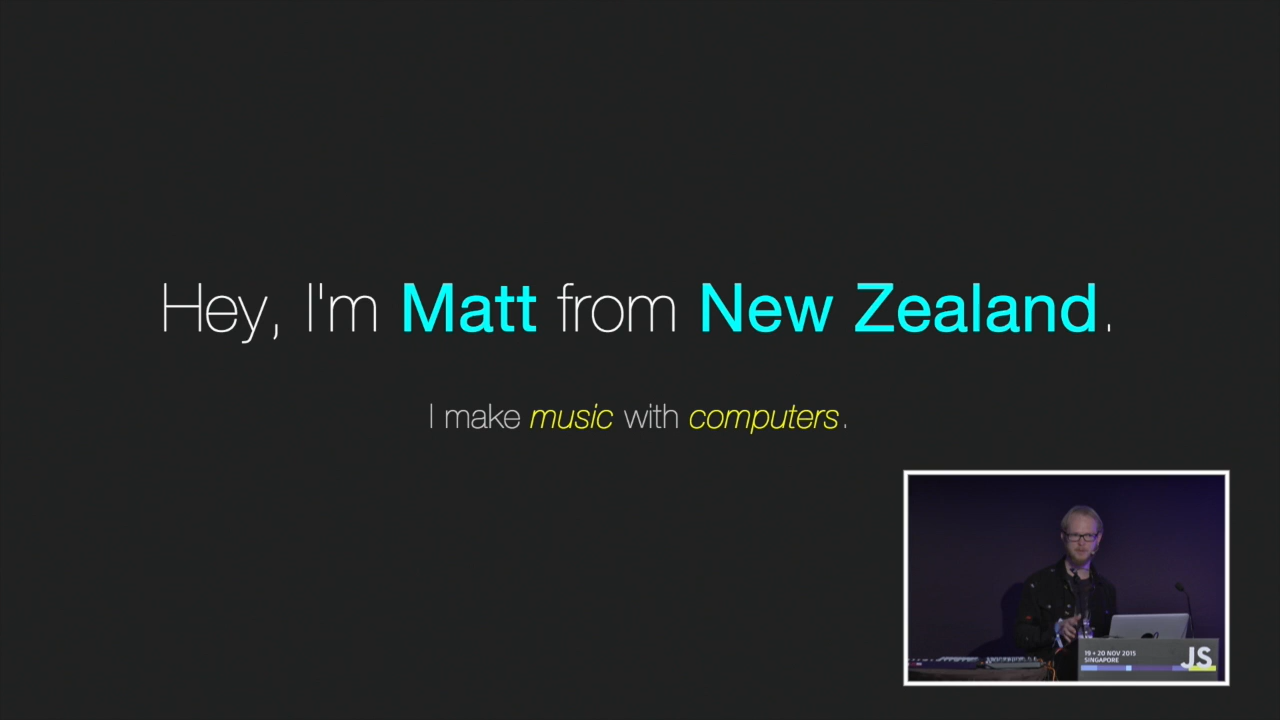 Hey, I'm Matt from New Zealand.
I make music with computers.
19 + 20 NOV 2015
SINGAPORE
JS